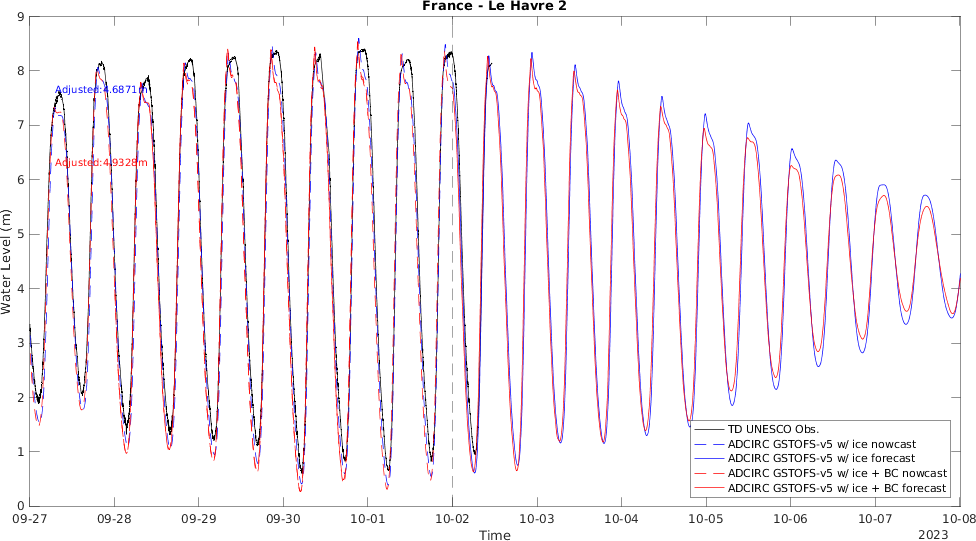 France - Le Havre 2
9
8
7
6
5
4
3
2
1
0
Water Level (m)
Adjusted:4.6871m
Adjusted:4.9328m
TD UNESCO Obs.
ADCIRC GSTOFS-v5 w/ ice nowcast
ADCIRC GSTOFS-v5 w/ ice forecast
ADCIRC GSTOFS-v5 w/ ice + BC nowcast
ADCIRC GSTOFS-v5 w/ ice + BC forecast
09-27 09-28 09-29 09-30 10-01 10-02 10-03 10-04 10-05 10-06 10-07 10-08
Time
2023